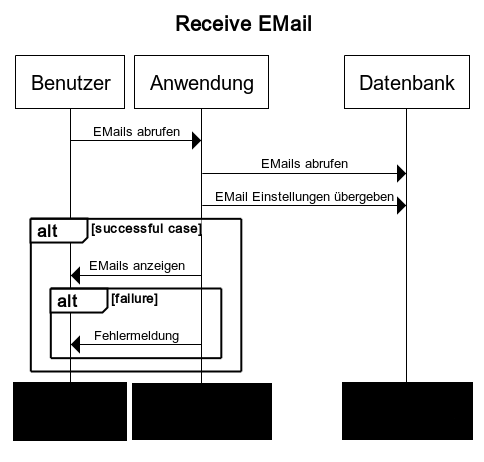 Receive EMail
Benutzer
Anwendung
Datenbank
EMails abrufen
EMails abrufen
EMail Einstellungen übergeben
alt [successful case]
EMails anzeigen
alt [failure]
Fehlermeldung